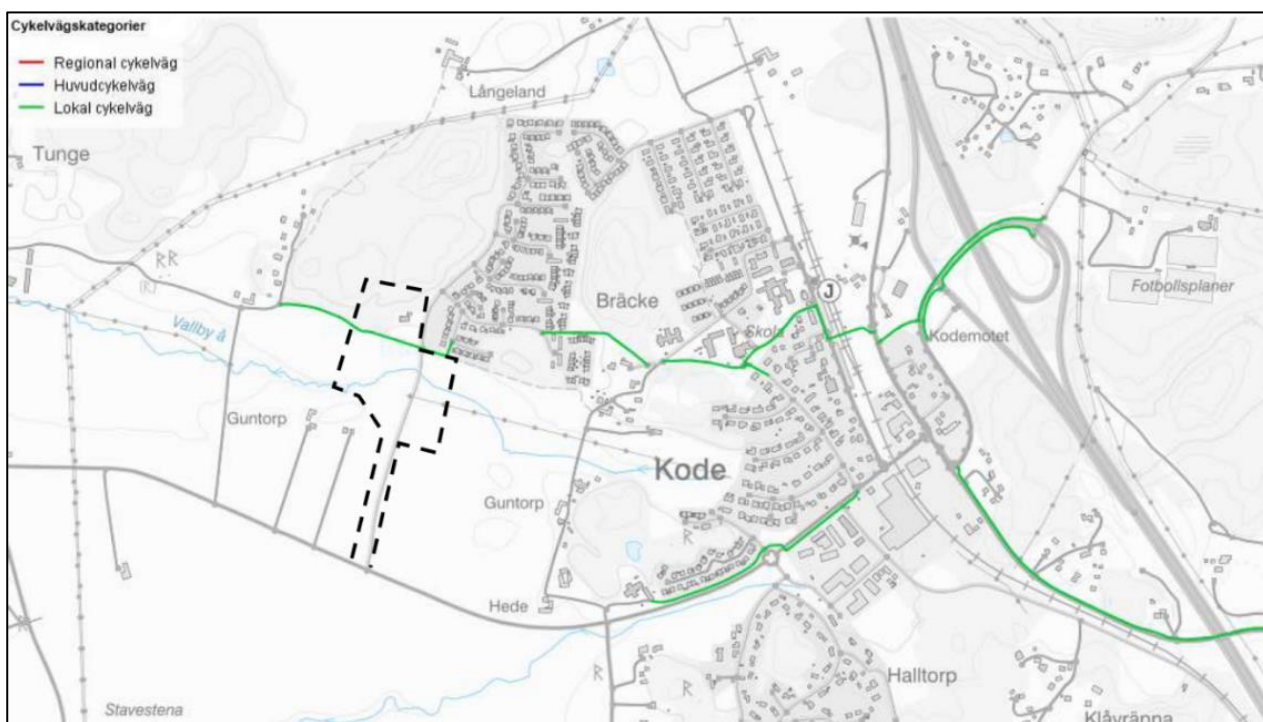 Cykelvägskategorier
Regional cykelväg
Huvudcykelväg
Lokal cykelväg
Långeland
Tunge
R R
(R)
Bräcke
J
Fotbollsplaner
Vallby å
Skola
Kodemotet
Guntorp
Kode
Guntorp
R
Hede
Halltorp
R
R
Stavestena
Klåvränna